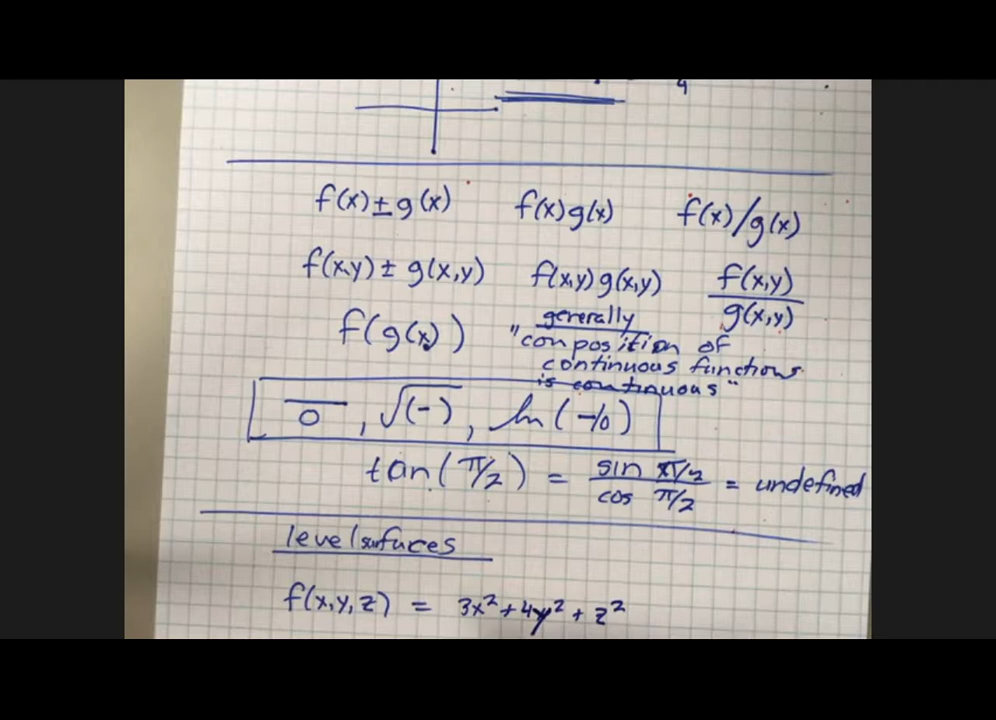 4
f(x) ± g(x) f(x)g(x) f(x)/g(x)
f(x,y) ± g(x,y) f(x,y)g(x,y) f(x,y)/g(x,y)
f(g(x)) generally
"composition of
continuous functions
is continuous"
—/0 , √(-) , ln(-/0)
tan(π/2) = sin π/2 / cos π/2 = undefined
level surfaces
f(x,y,z) = 3x² + 4y² + z²